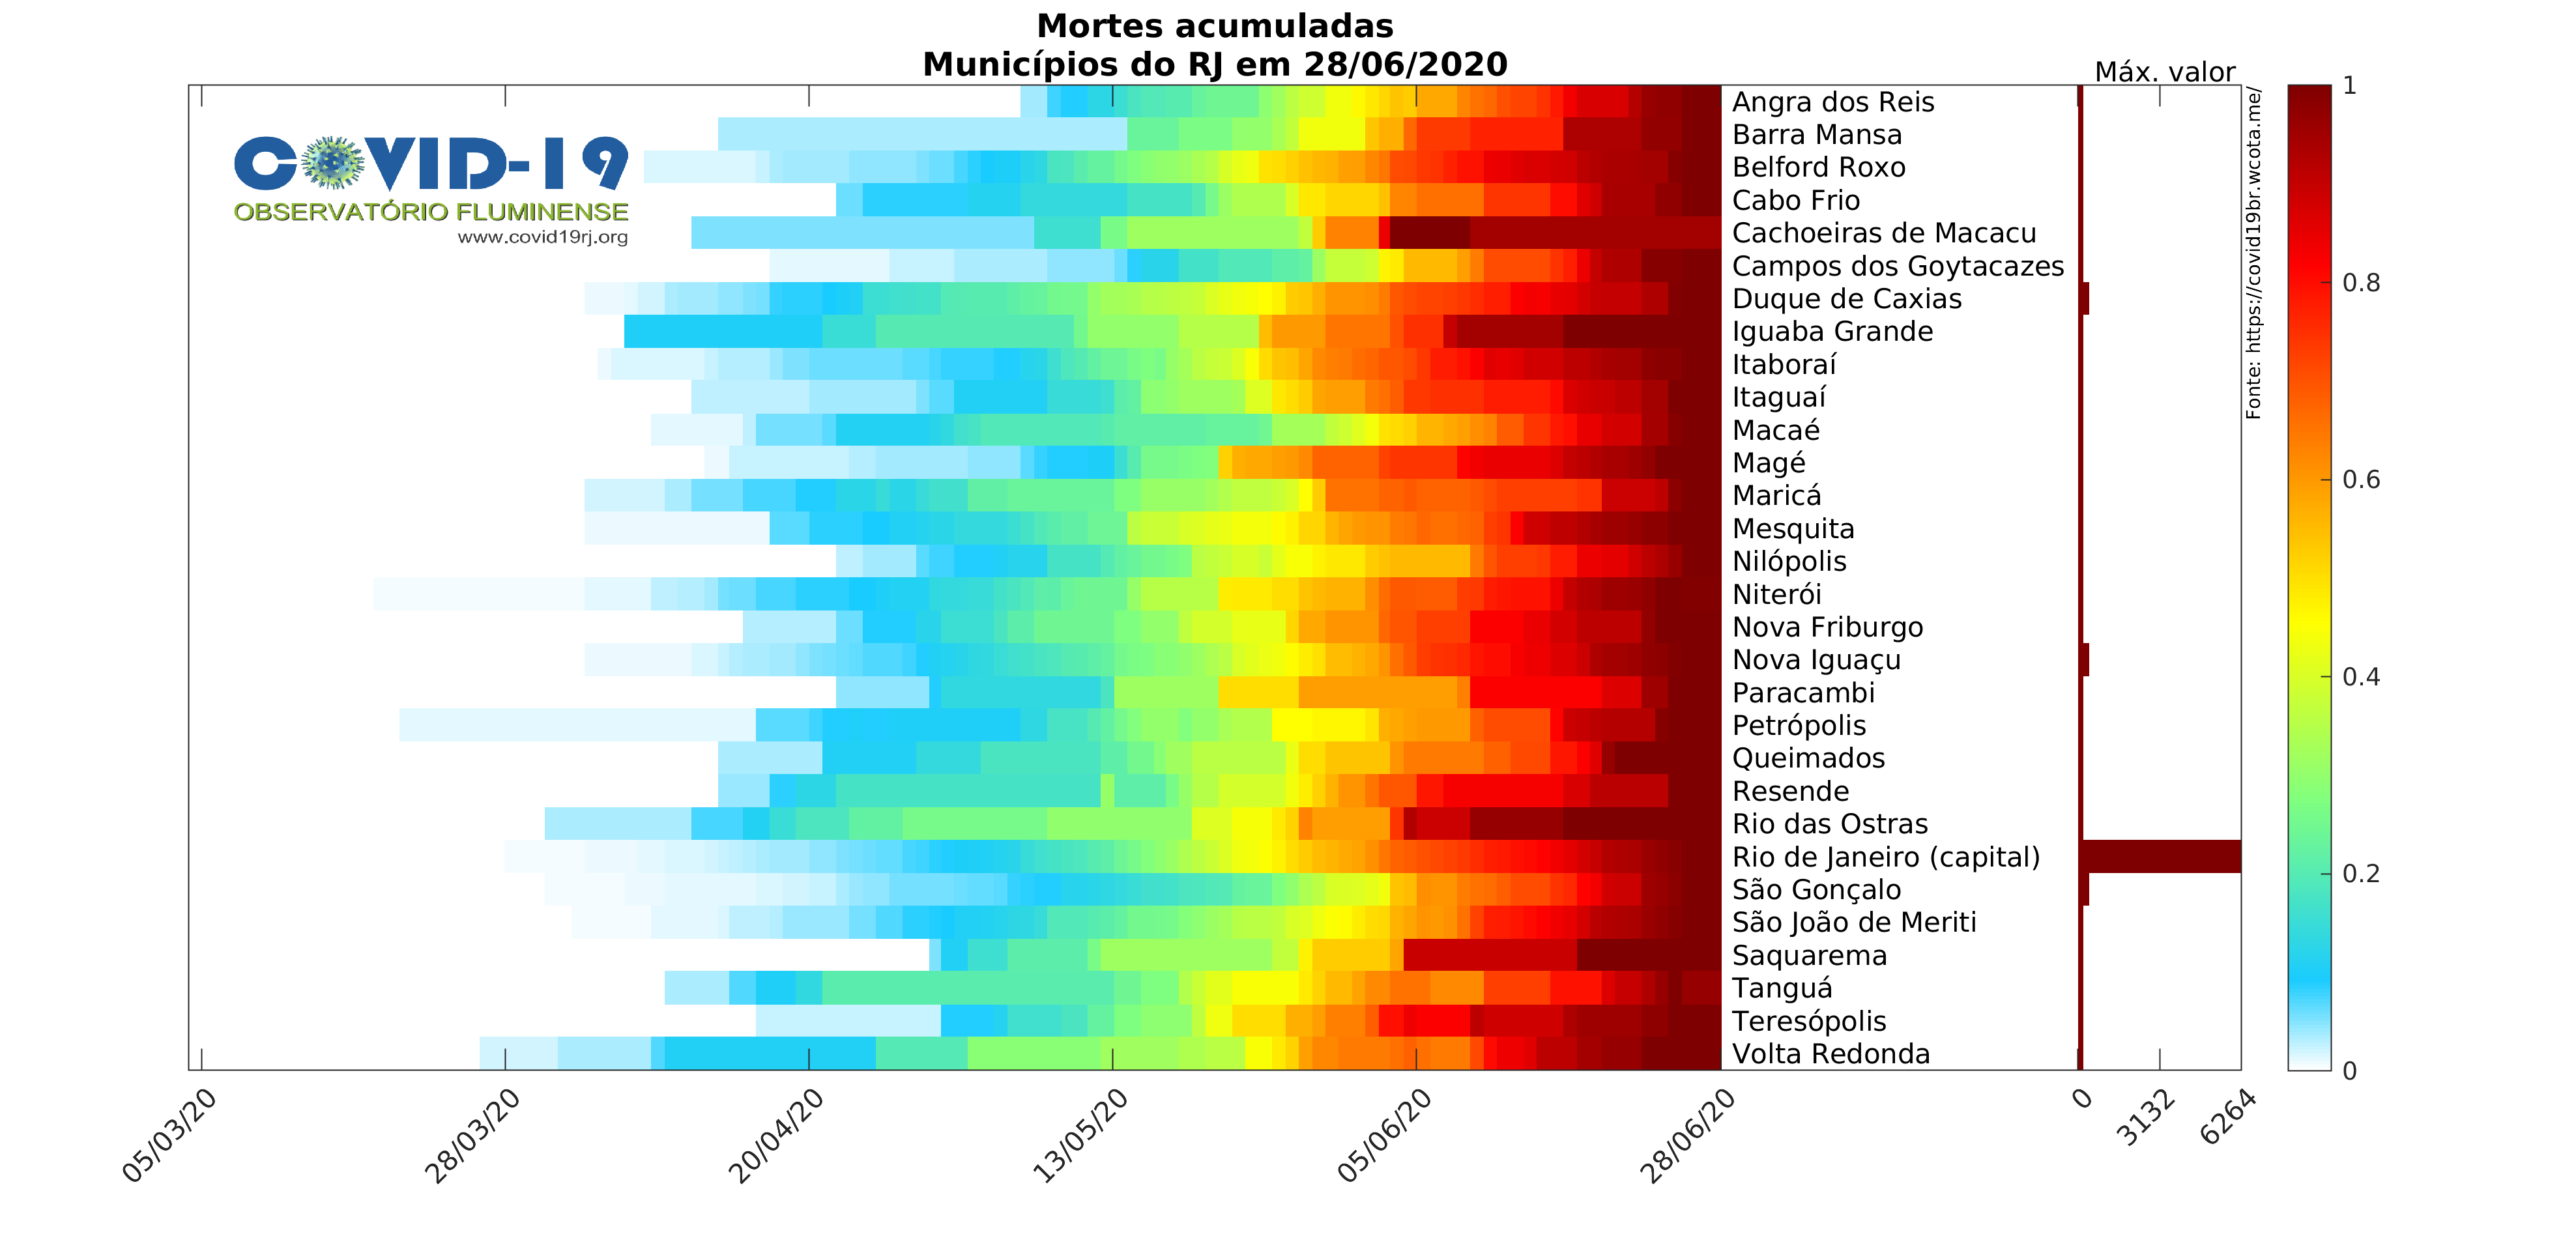 Mortes acumuladas
Municípios do RJ em 28/06/2020
Máx. valor
COVID-19
OBSERVATÓRIO FLUMINENSE
www.covid19rj.org
Angra dos Reis
Barra Mansa
Belford Roxo
Cabo Frio
Cachoeiras de Macacu
Campos dos Goytacazes
Duque de Caxias
Iguaba Grande
Itaboraí
Itaguaí
Macaé
Magé
Maricá
Mesquita
Nilópolis
Niterói
Nova Friburgo
Nova Iguaçu
Paracambi
Petrópolis
Queimados
Resende
Rio das Ostras
Rio de Janeiro (capital)
São Gonçalo
São João de Meriti
Saquarema
Tanguá
Teresópolis
Volta Redonda
Fonte: https://covid19br.wcota.me/
1
0.8
0.6
0.4
0.2
0
05/03/20
28/03/20
20/04/20
13/05/20
05/06/20
28/06/20
0
3132
6264